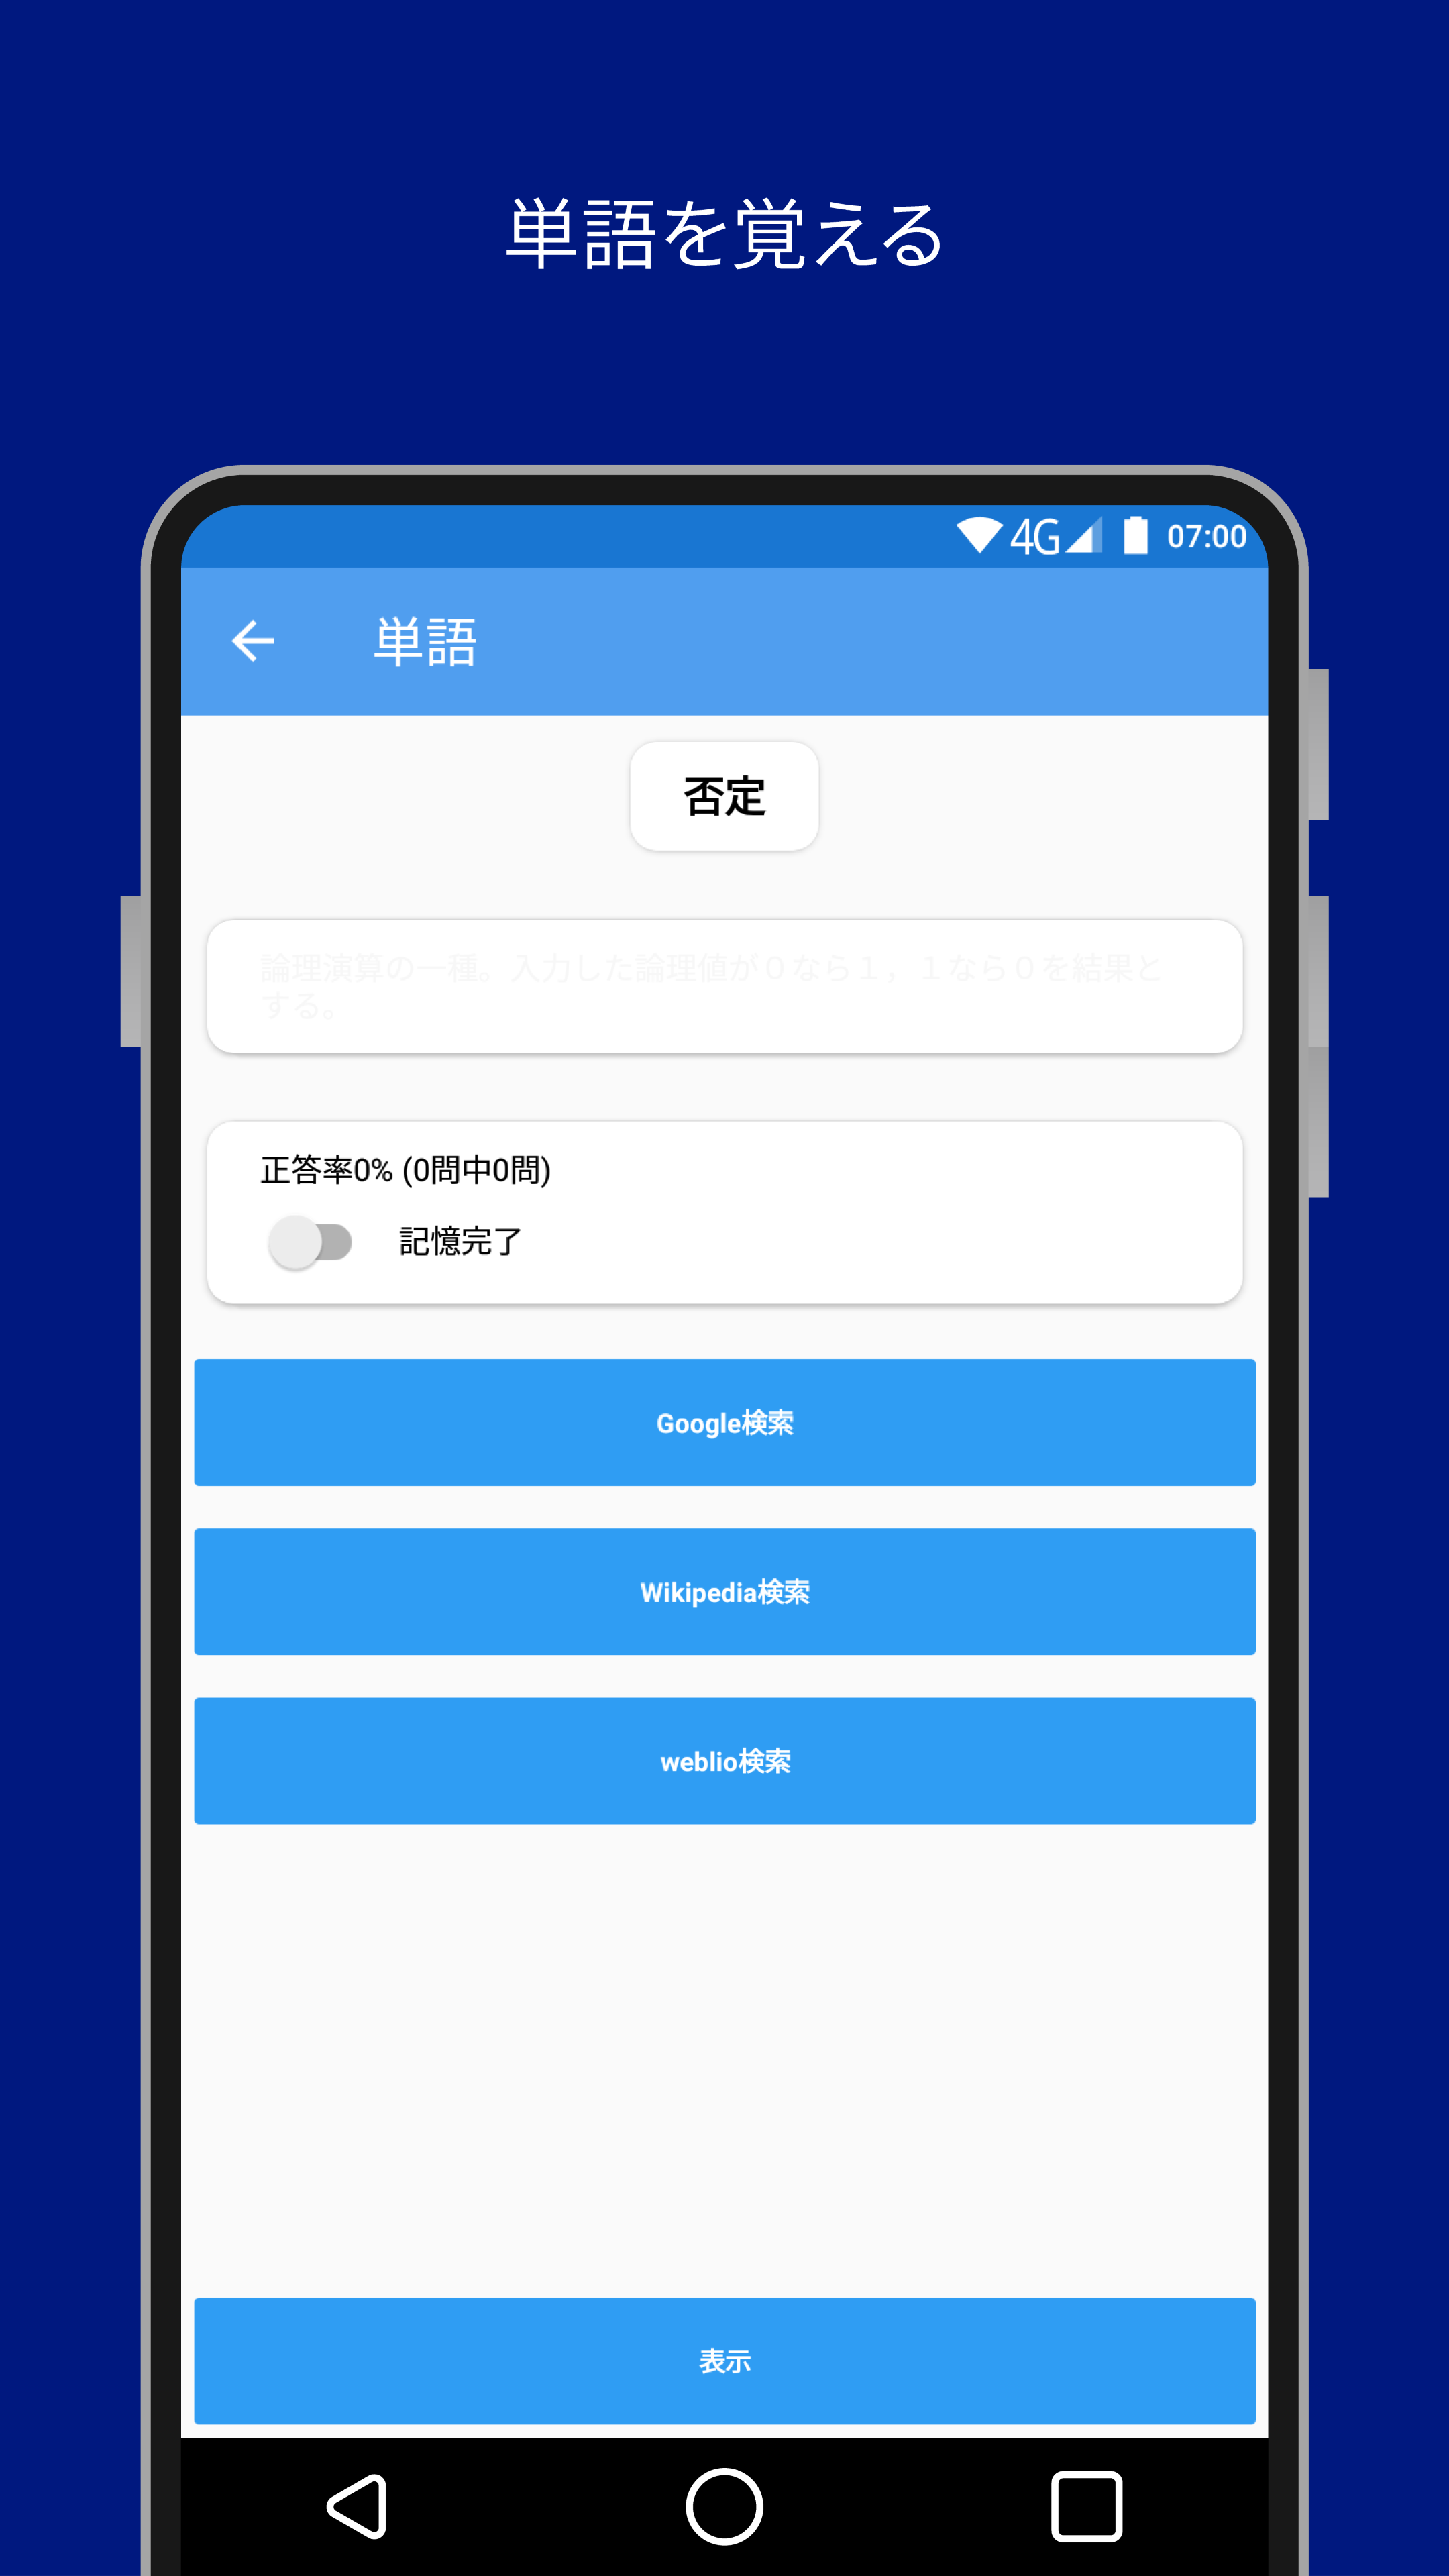 単語を覚える
4G 07:00
単語
否定
論理演算の一種。入力した論理値が０なら１，１なら０を結果と
する。
正答率0% (0問中0問)
記憶完了
Google検索
Wikipedia検索
weblio検索
表示